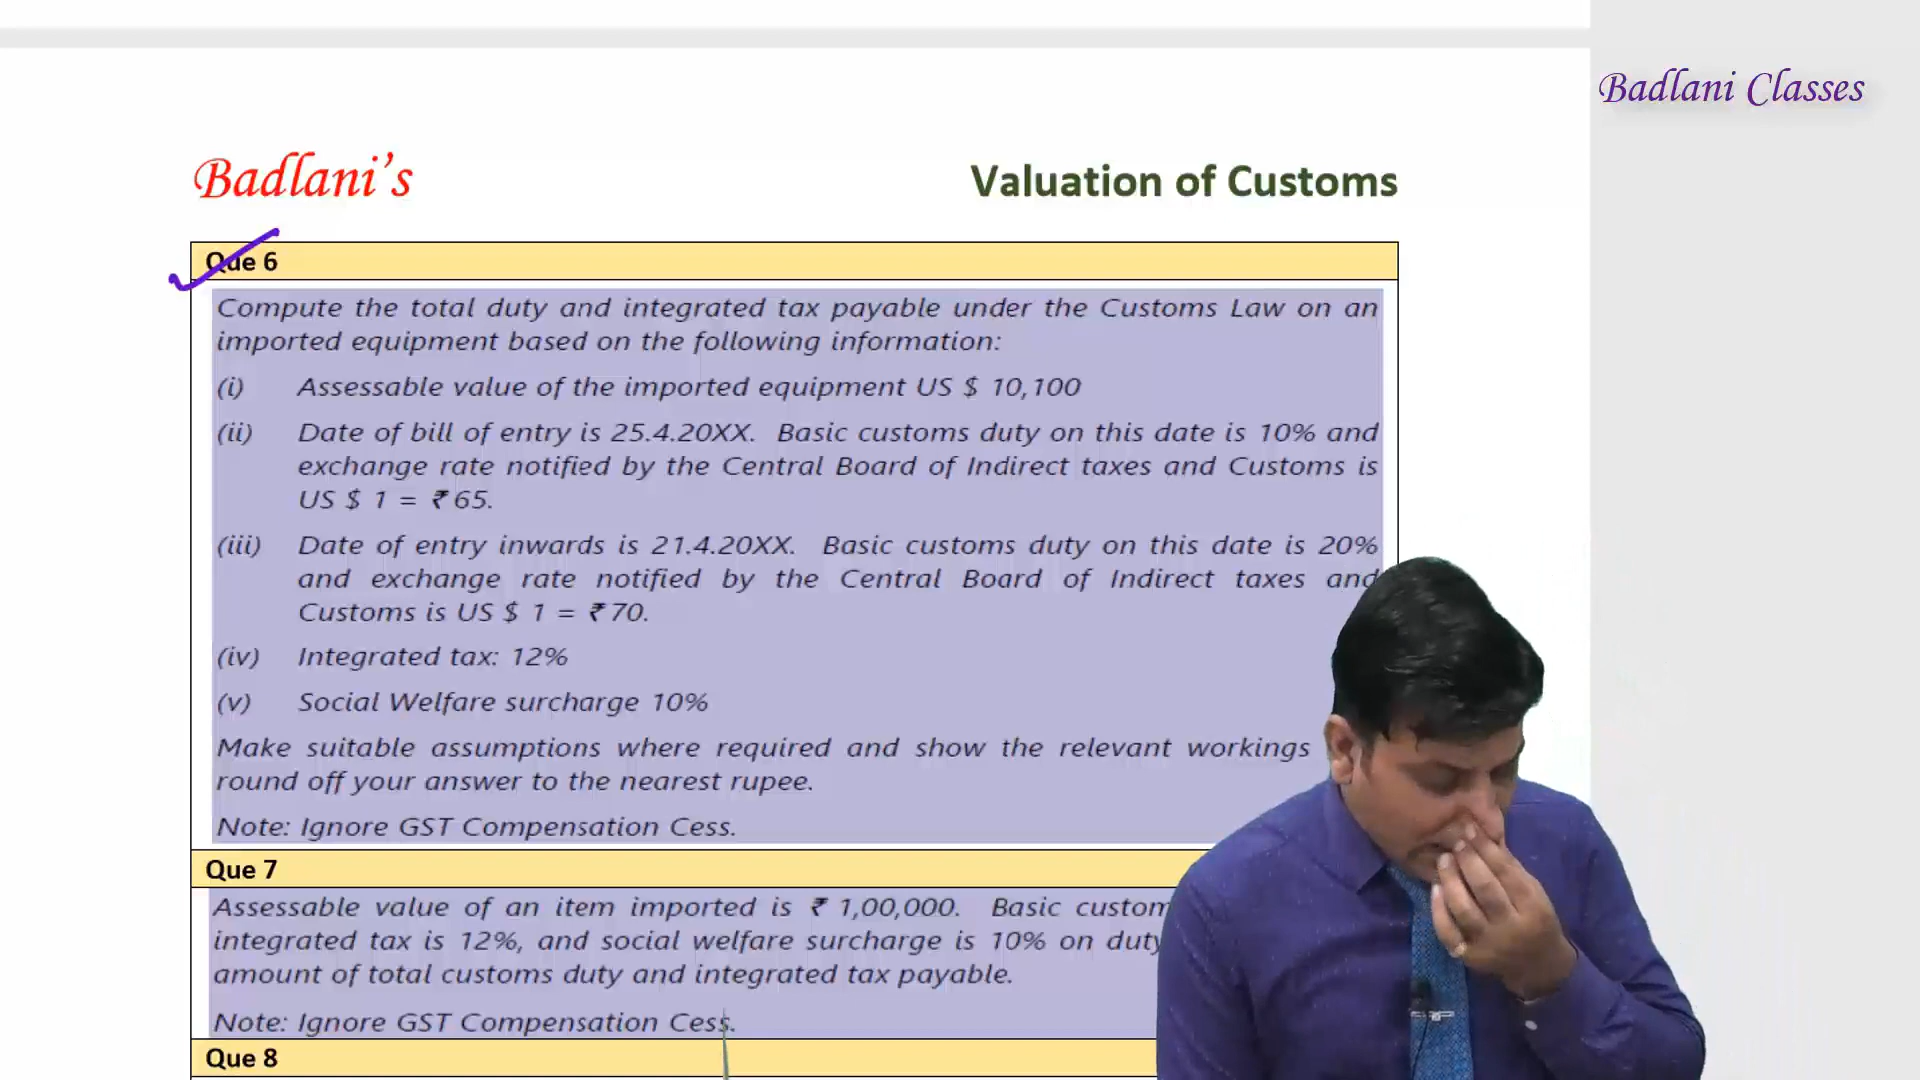 Badlani Classes
Badlani's
Valuation of Customs
Que 6
Compute the total duty and integrated tax payable under the Customs Law on an
imported equipment based on the following information:
(i) Assessable value of the imported equipment US $ 10,100
(ii) Date of bill of entry is 25.4.20XX. Basic customs duty on this date is 10% and
exchange rate notified by the Central Board of Indirect taxes and Customs is
US $ 1 = ₹ 65.
(iii) Date of entry inwards is 21.4.20XX. Basic customs duty on this date is 20%
and exchange rate notified by the Central Board of Indirect taxes and
Customs is US $ 1 = ₹ 70.
(iv) Integrated tax: 12%
(v) Social Welfare surcharge 10%
Make suitable assumptions where required and show the relevant workings
round off your answer to the nearest rupee.
Note: Ignore GST Compensation Cess.
Que 7
Assessable value of an item imported is ₹ 1,00,000. Basic custom
integrated tax is 12%, and social welfare surcharge is 10% on duty
amount of total customs duty and integrated tax payable.
Note: Ignore GST Compensation Cess.
Que 8